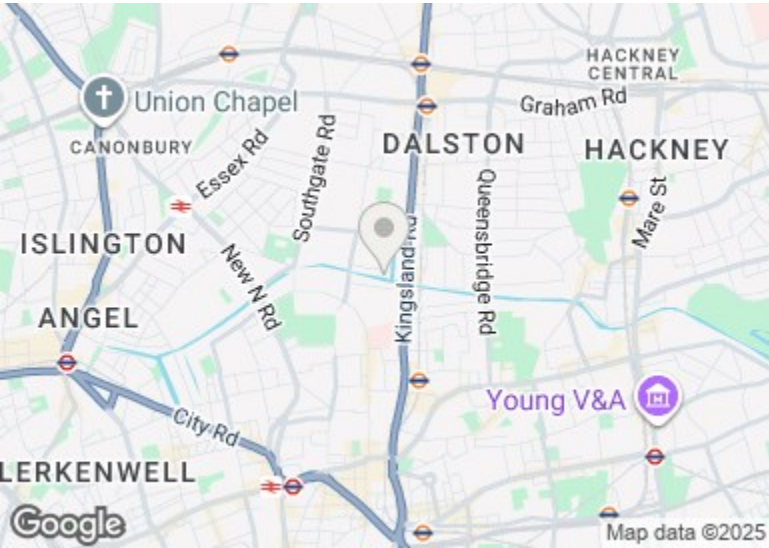 HACKNEY
CENTRAL
Union Chapel
Graham Rd
CANONBURY
Essex Rd
Southgate Rd
DALSTON
HACKNEY
Queensbridge Rd
Mare St
ISLINGTON
New N Rd
Kingsland Rd
ANGEL
Young V&A
City Rd
LERKENWELL
Google
Map data ©2025